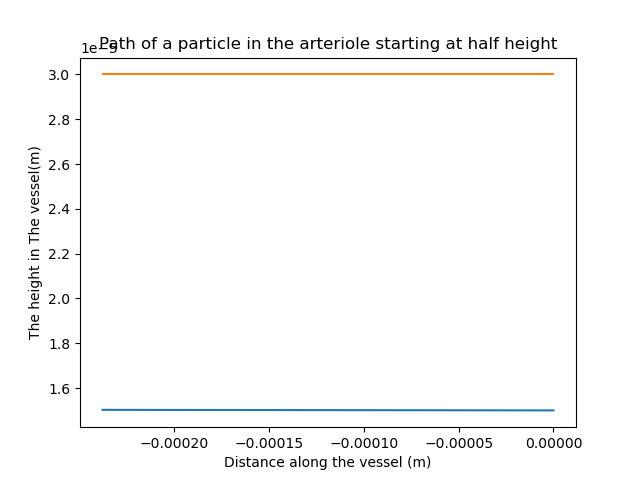 Path of a particle in the arteriole starting at half height
3.0
2.8
2.6
2.4
2.2
2.0
1.8
1.6
The height in The vessel(m)
−0.00020 −0.00015 −0.00010 −0.00005 0.00000
Distance along the vessel (m)